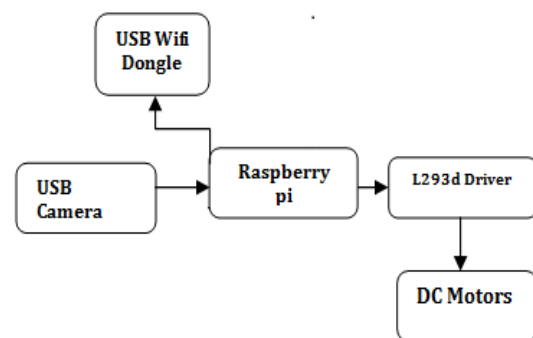 USB Wifi
Dongle
USB
Camera
Raspberry
pi
L293d Driver
DC Motors